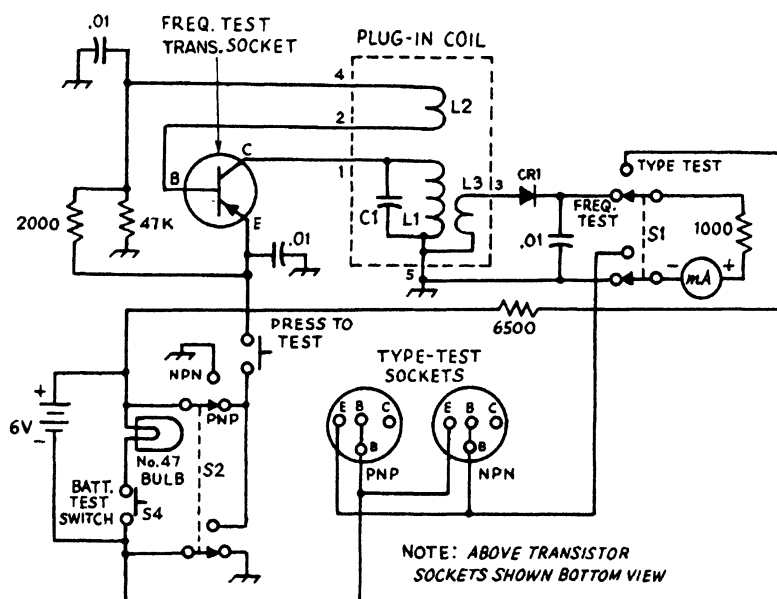 .01
FREQ. TEST
TRANS. SOCKET
PLUG-IN COIL
4
L2
2
C
1
B
E
2000
47K
.01
C1
L1
L3
3
CR1
TYPE TEST
FREQ.
TEST
S1
1000
.01
5
-
mA
+
6500
PRESS TO
TEST
NPN
PNP
+
6V
-
No. 47
BULB
BATT.
TEST
SWITCH
S4
S2
TYPE-TEST
SOCKETS
E
B
C
B
PNP
E
B
C
B
NPN
NOTE: ABOVE TRANSISTOR
SOCKETS SHOWN BOTTOM VIEW